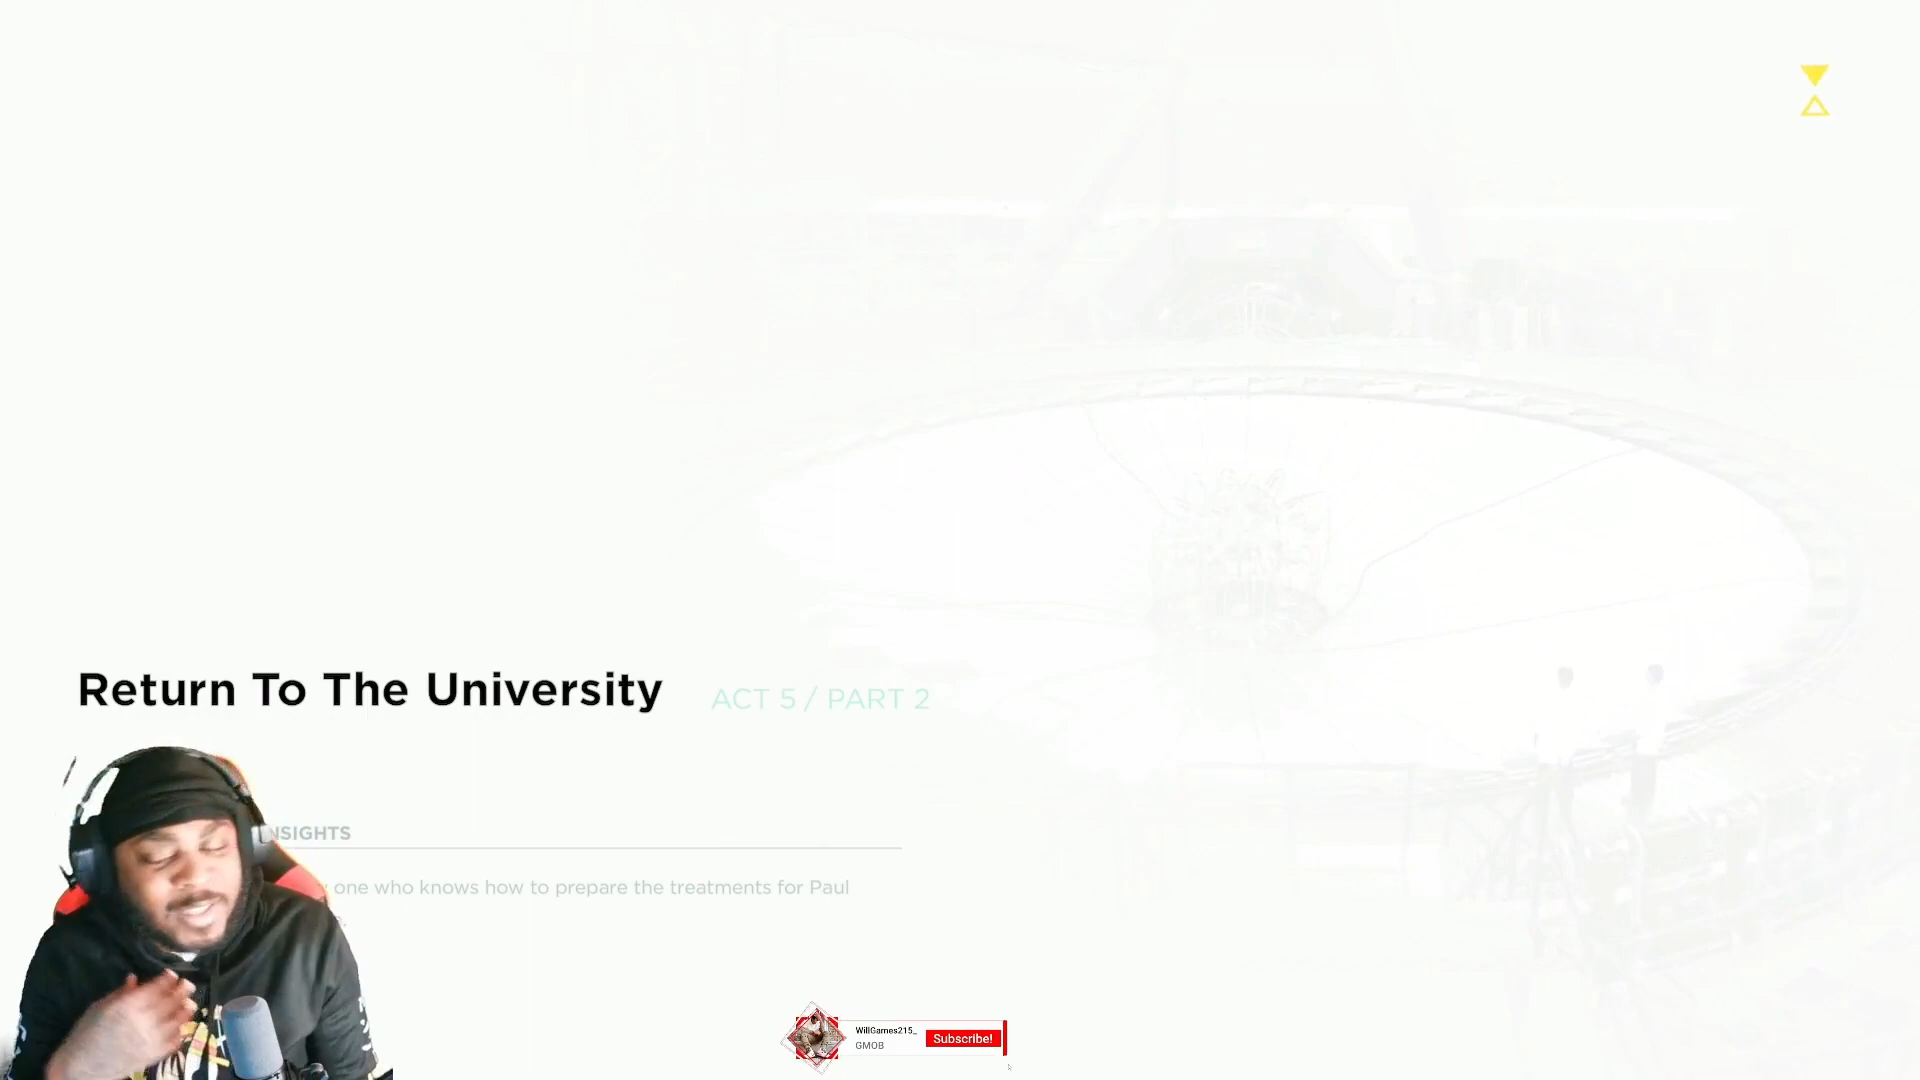 Return To The University
ACT 5 / PART 2
NSIGHTS
one who knows how to prepare the treatments for Paul
WillGames215_
GMOB
Subscribe!